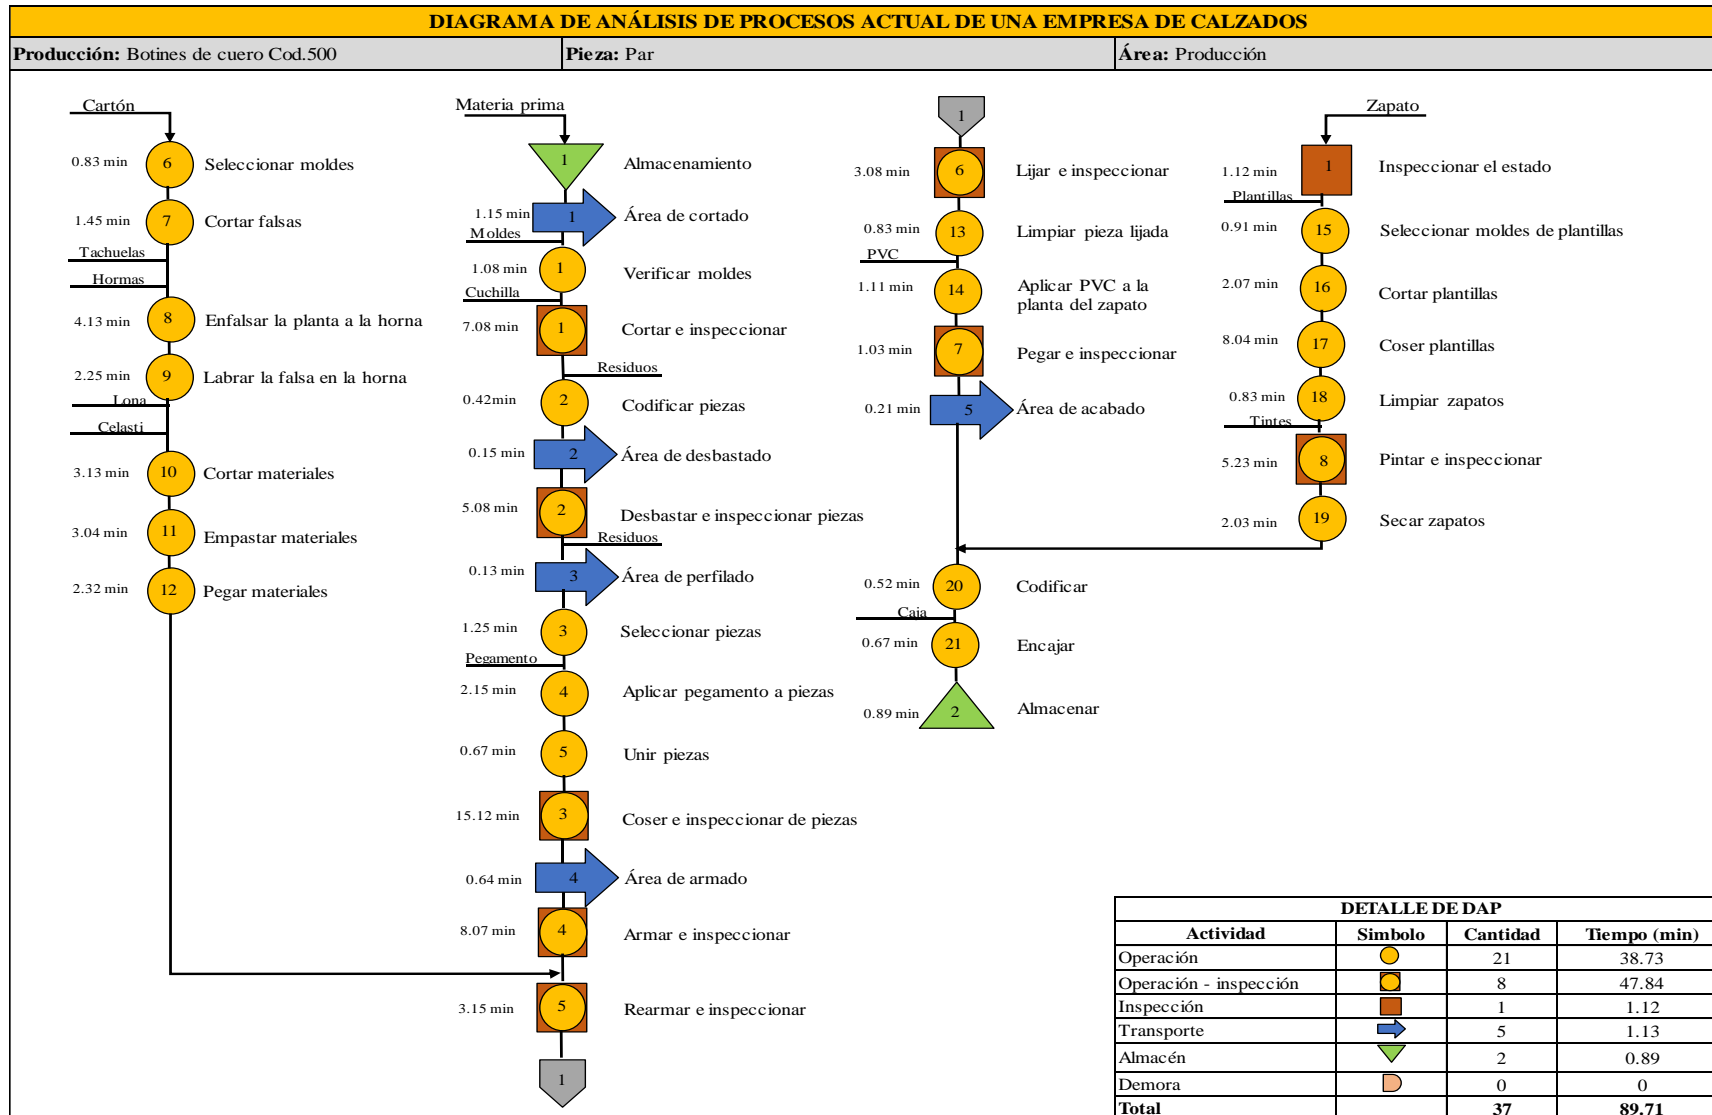 DIAGRAMA DE ANÁLISIS DE PROCESOS ACTUAL DE UNA EMPRESA DE CALZADOS
Producción: Botines de cuero Cod.500
Pieza: Par
Área: Producción
Cartón
0.83 min 6 Seleccionar moldes
1.45 min 7 Cortar falsas
Tachuelas
Hormas
4.13 min 8 Enfalsar la planta a la horna
2.25 min 9 Labrar la falsa en la horna
Lona
Celasti
3.13 min 10 Cortar materiales
3.04 min 11 Empastar materiales
2.32 min 12 Pegar materiales
Materia prima
1 Almacenamiento
1.15 min 1 Área de cortado
Moldes
1.08 min 1 Verificar moldes
Cuchilla
7.08 min 1 Cortar e inspeccionar
Residuos
0.42min 2 Codificar piezas
0.15 min 2 Área de desbastado
5.08 min 2 Desbastar e inspeccionar piezas
Residuos
0.13 min 3 Área de perfilado
1.25 min 3 Seleccionar piezas
Pegamento
2.15 min 4 Aplicar pegamento a piezas
0.67 min 5 Unir piezas
15.12 min 3 Coser e inspeccionar de piezas
0.64 min 4 Área de armado
8.07 min 4 Armar e inspeccionar
3.15 min 5 Rearmar e inspeccionar
1
1
3.08 min 6 Lijar e inspeccionar
0.83 min 13 Limpiar pieza lijada
PVC
1.11 min 14 Aplicar PVC a la
planta del zapato
1.03 min 7 Pegar e inspeccionar
0.21 min 5 Área de acabado
0.52 min 20 Codificar
Caja
0.67 min 21 Encajar
0.89 min 2 Almacenar
Zapato
1.12 min 1 Inspeccionar el estado
Plantillas
0.91 min 15 Seleccionar moldes de plantillas
2.07 min 16 Cortar plantillas
8.04 min 17 Coser plantillas
0.83 min 18 Limpiar zapatos
Tintes
5.23 min 8 Pintar e inspeccionar
2.03 min 19 Secar zapatos
DETALLE DE DAP
Actividad Simbolo Cantidad Tiempo (min)
Operación 21 38.73
Operación - inspección 8 47.84
Inspección 1 1.12
Transporte 5 1.13
Almacén 2 0.89
Demora 0 0
Total 37 89.71